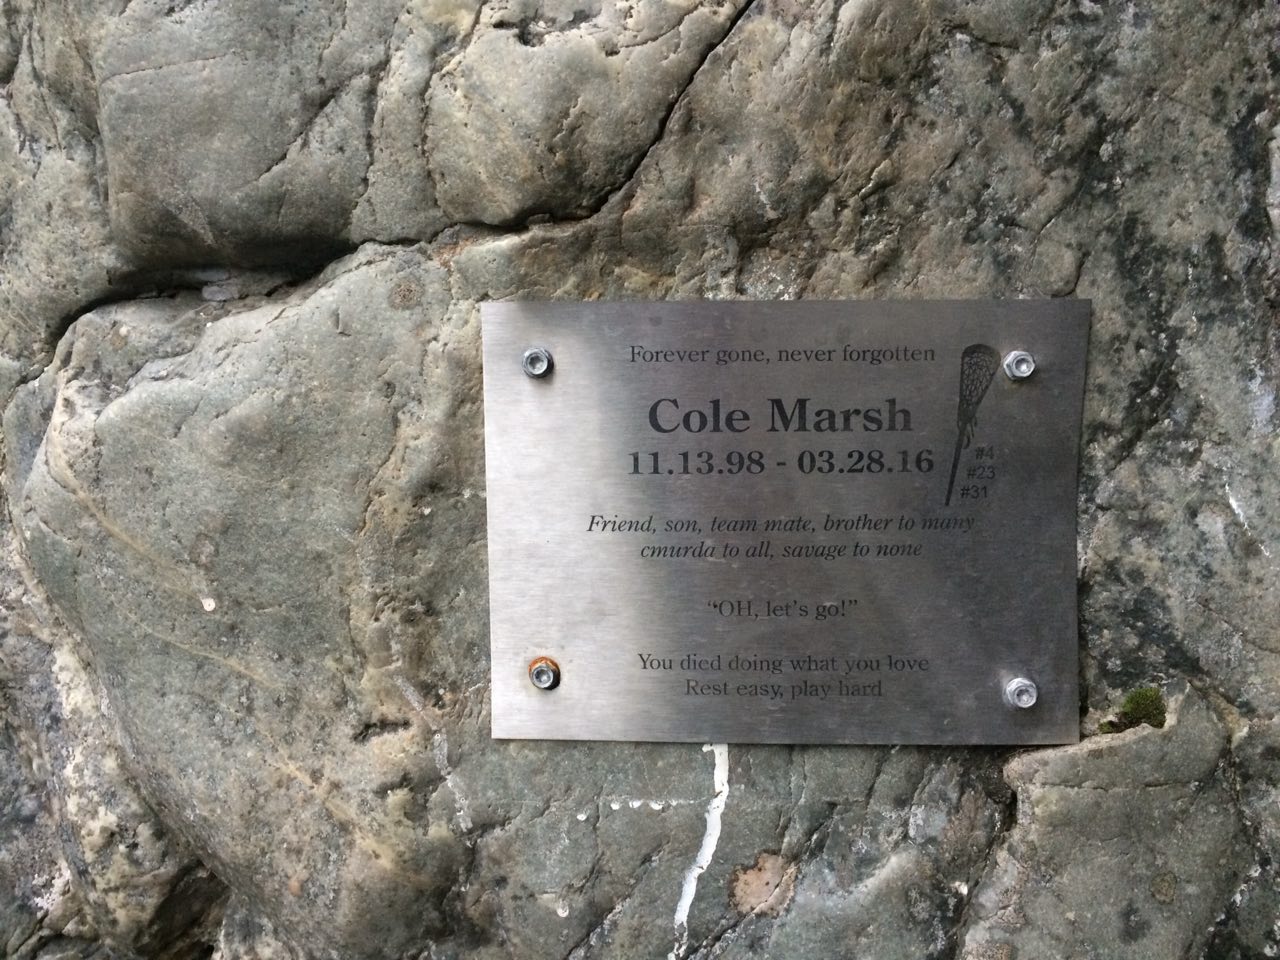 Forever gone, never forgotten
Cole Marsh
11.13.98 - 03.28.16
#4
#23
#31
Friend, son, team mate, brother to many
cmurda to all, savage to none
“OH, let's go!”
You died doing what you love
Rest easy, play hard